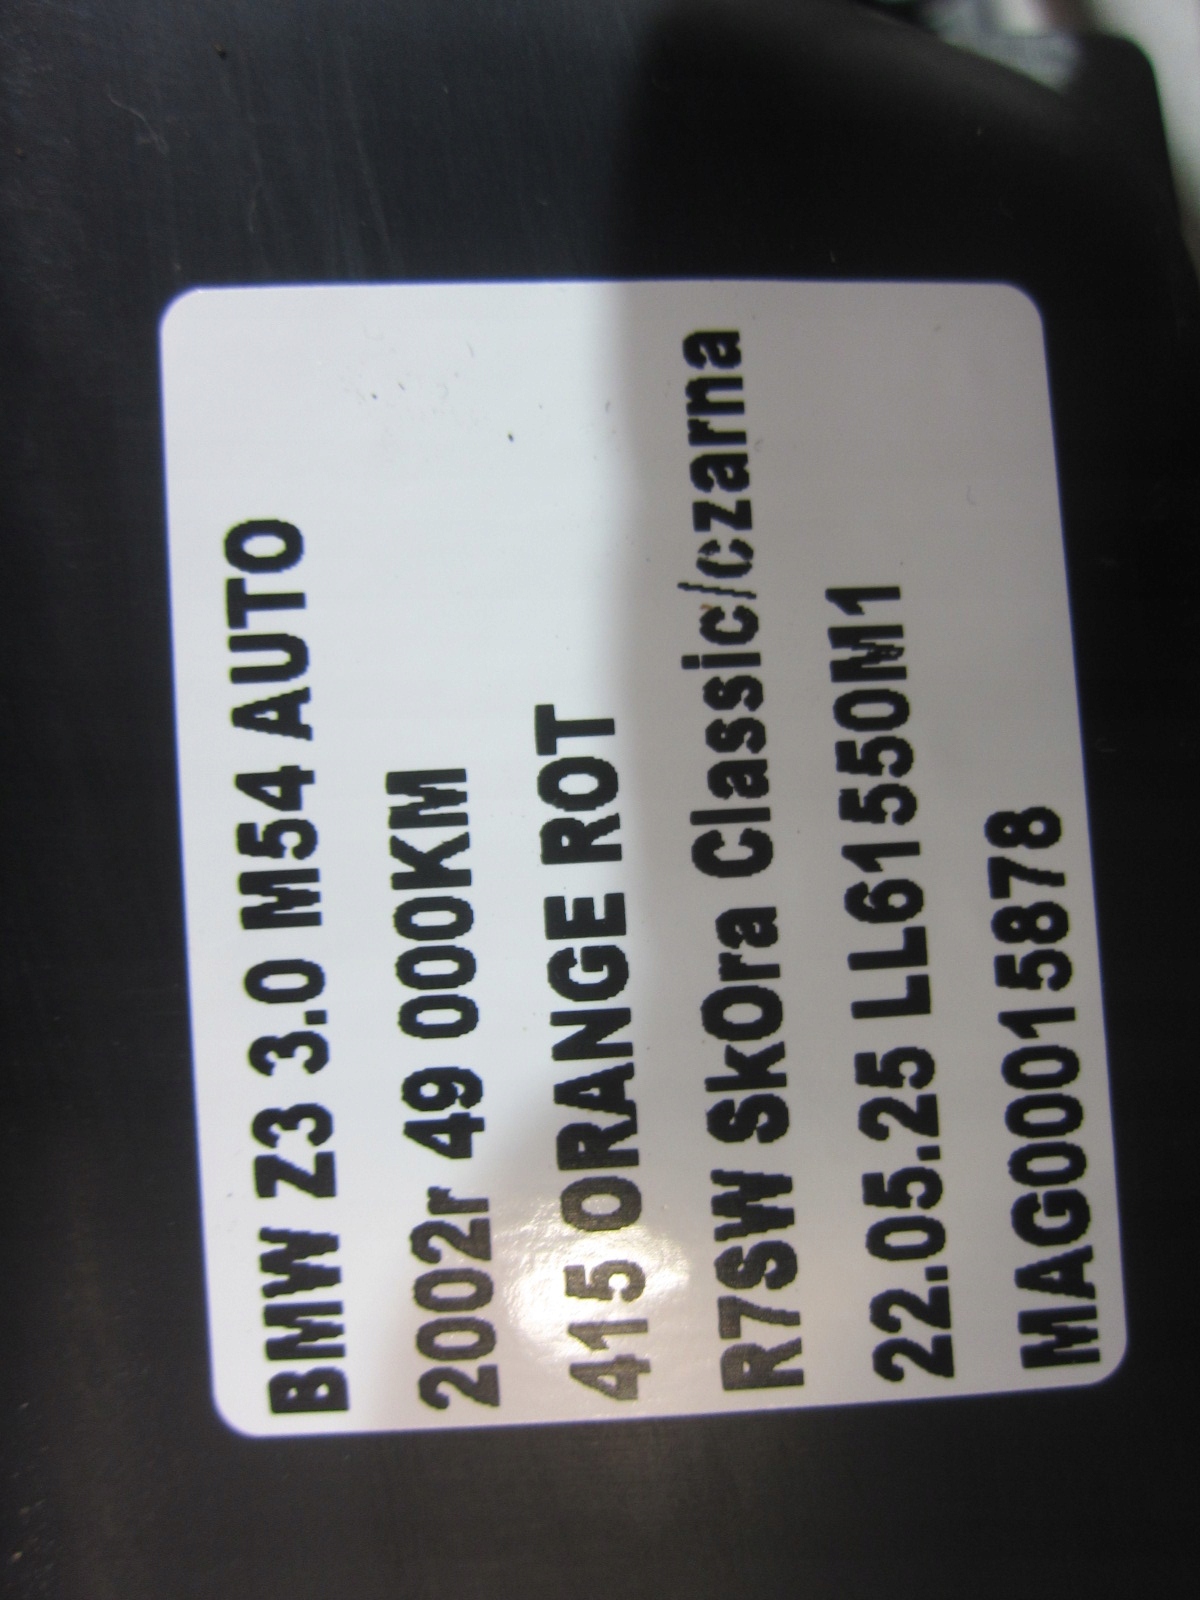 BMW Z3 3.0 M54 AUTO
2002r 49 000KM
415 ORANGE ROT
R7SW SkOra Classic/czarna
22.05.25 LL61550M1
MAG00015878